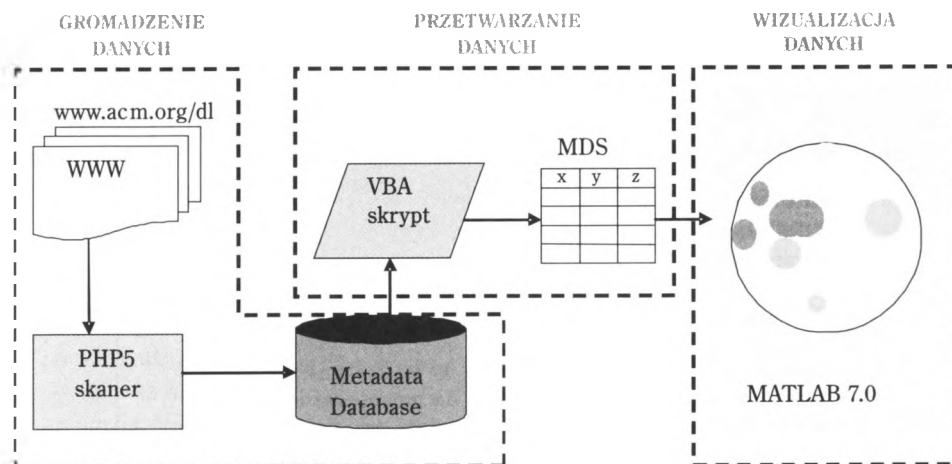 GROMADZENIE
DANYCH
PRZETWARZANIE
DANYCH
WIZUALIZACJA
DANYCH
www.acm.org/dl
WWW
PHP5
skaner
Metadata
Database
VBA
skrypt
MDS
x y z
MATLAB 7.0